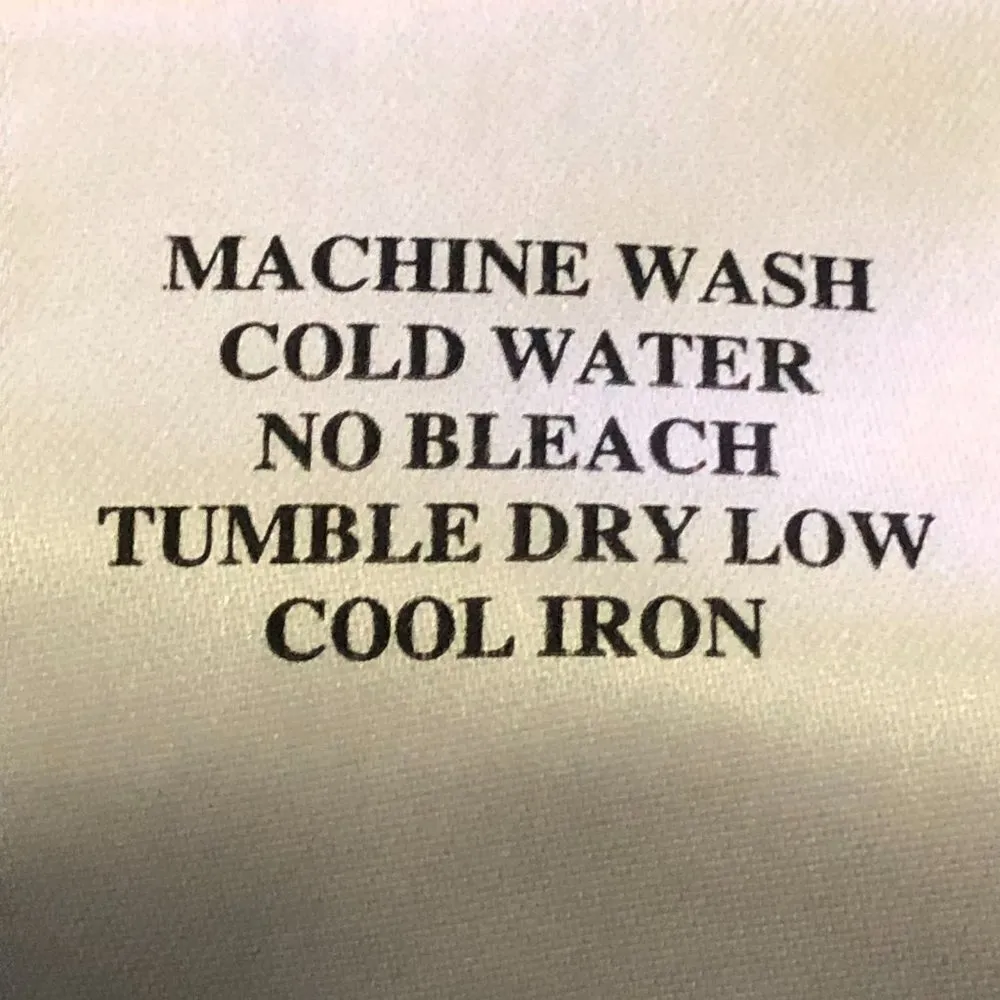 MACHINE WASH
COLD WATER
NO BLEACH
TUMBLE DRY LOW
COOL IRON